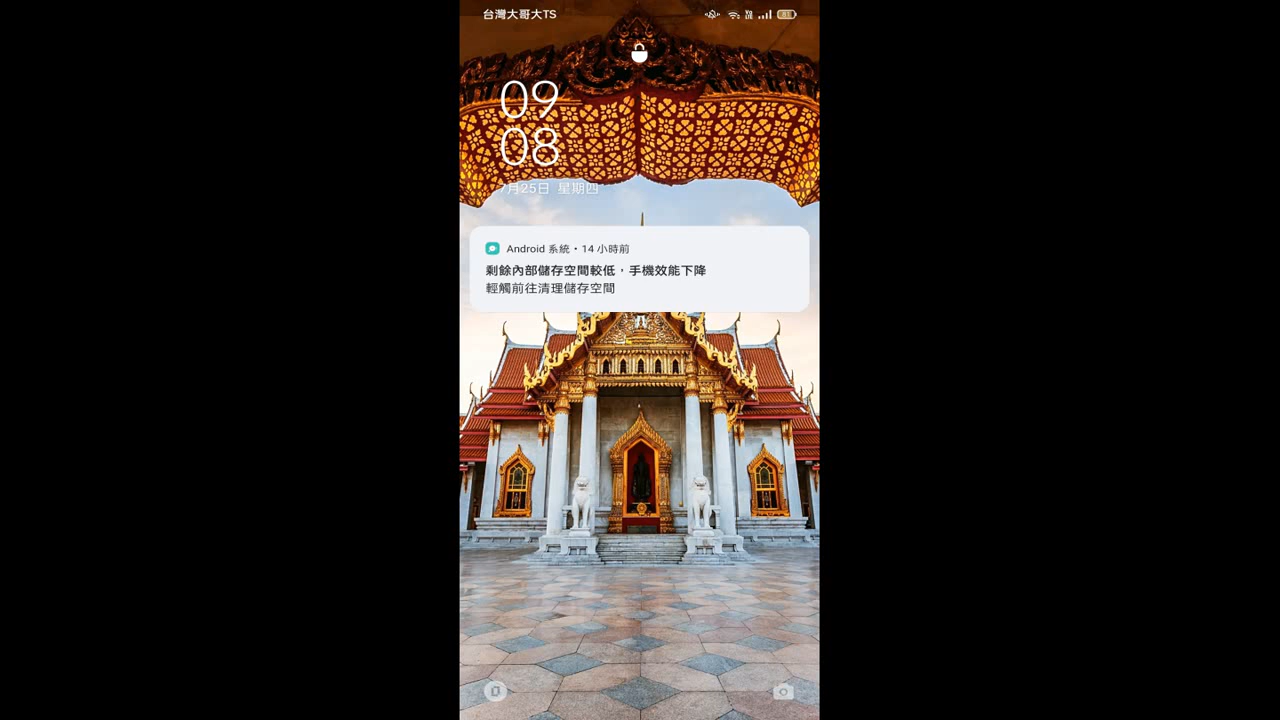 台灣大哥大TS
81
09
08
7月25日 星期四
Android 系統・14 小時前
剩餘內部儲存空間較低，手機效能下降
輕觸前往清理儲存空間